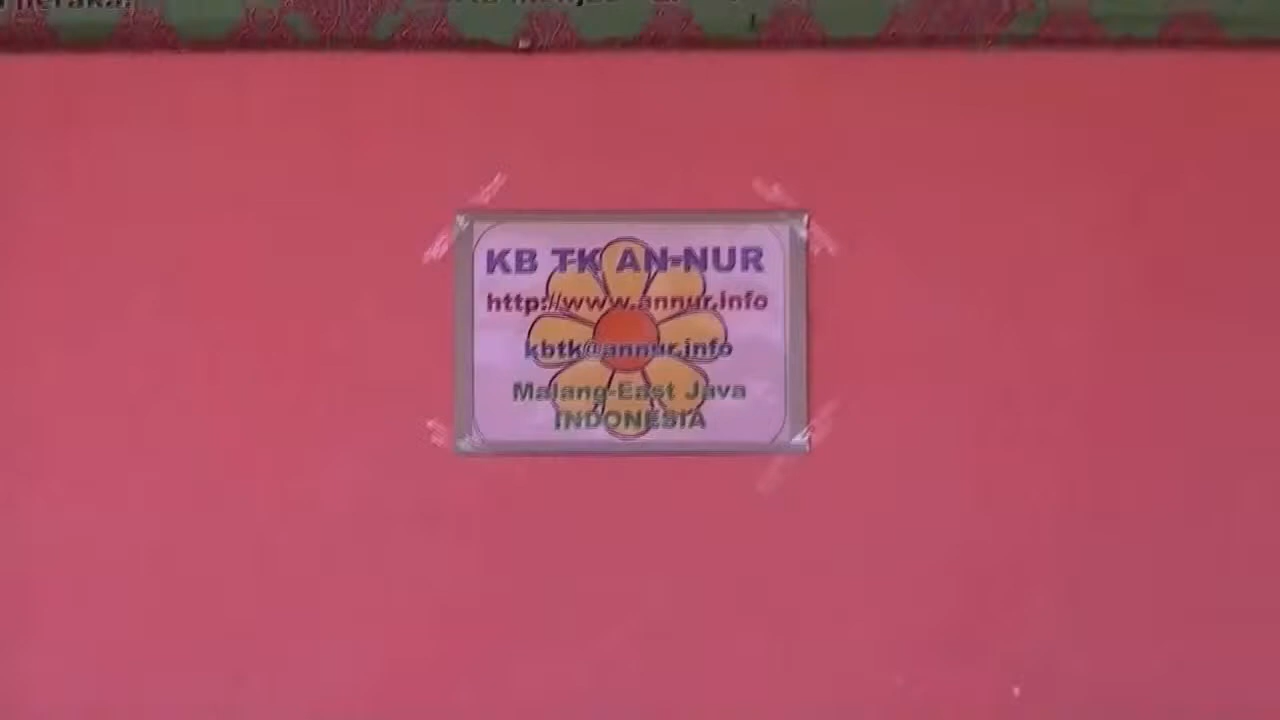 KB TK AN-NUR
http://www.annur.info
kbtk@annur.info
Malang-East Java
INDONESIA